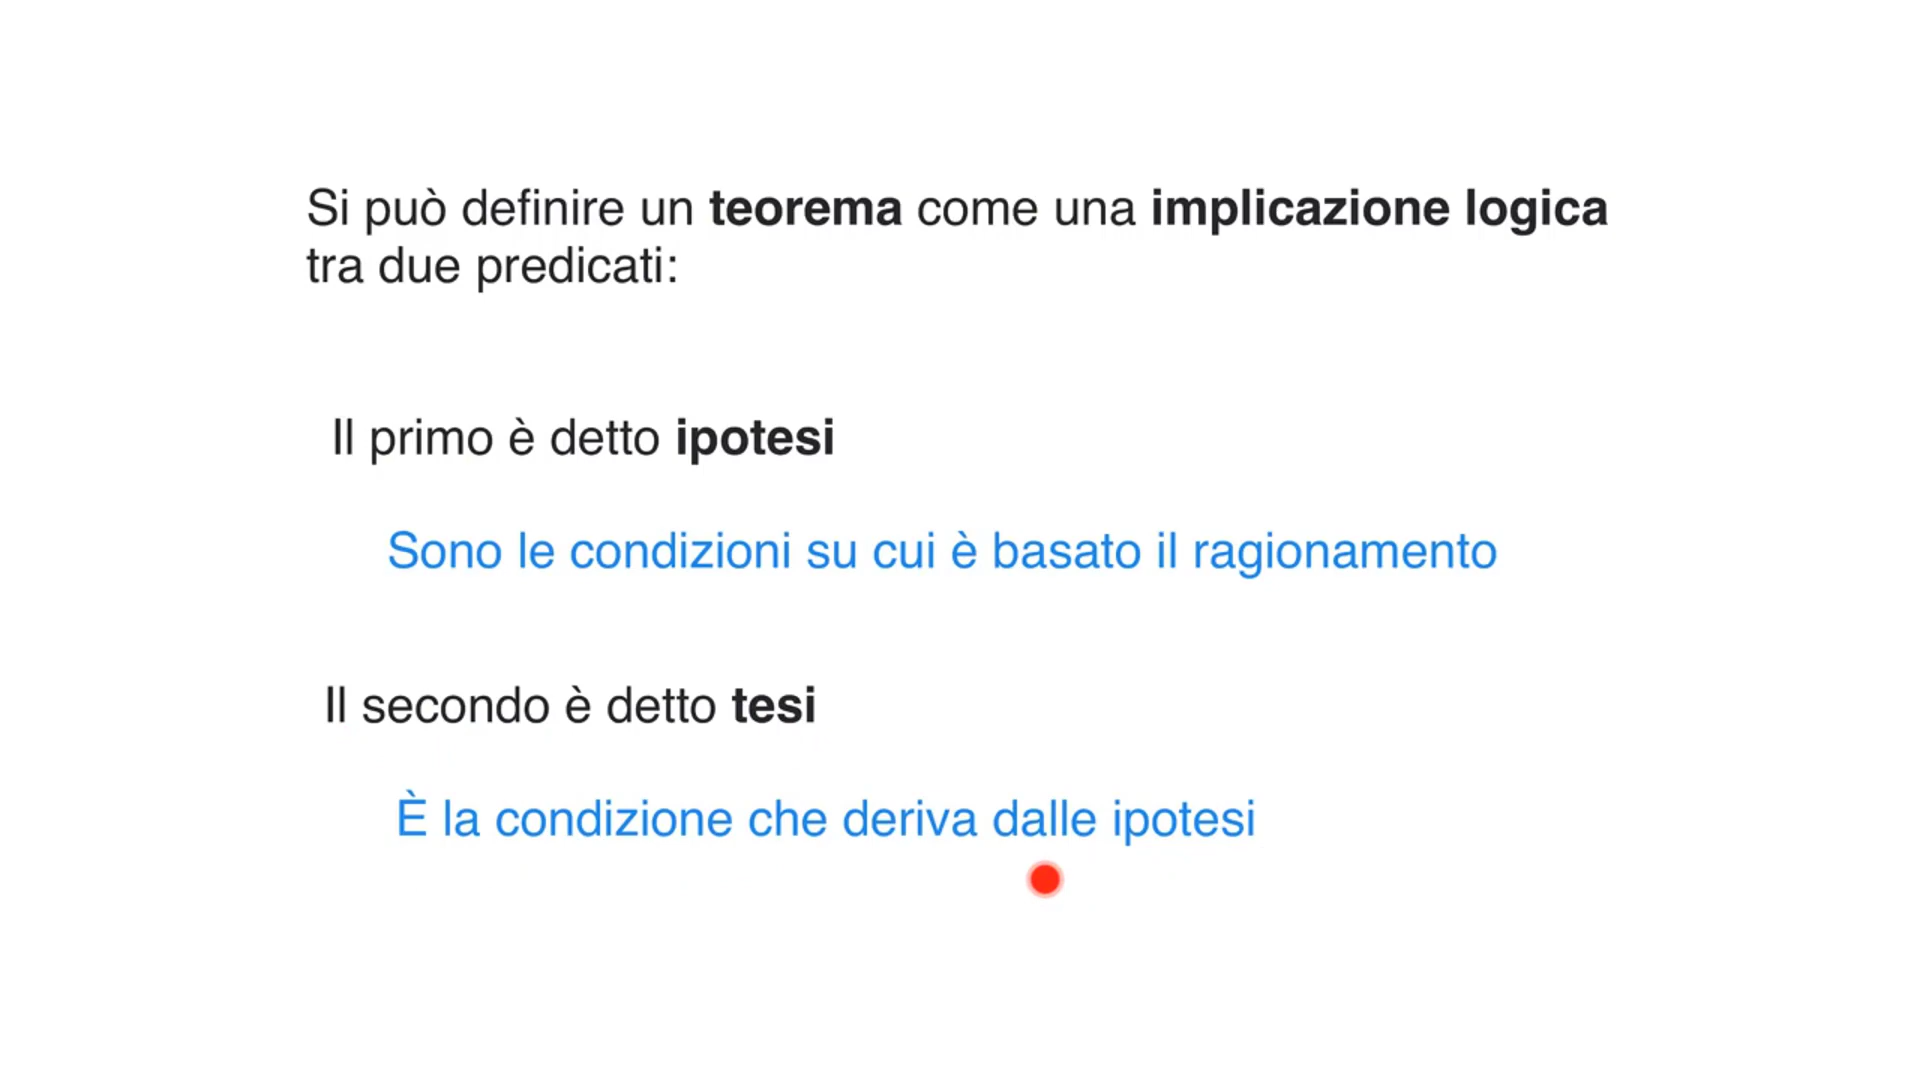 Si può definire un teorema come una implicazione logica
tra due predicati:
Il primo è detto ipotesi
Sono le condizioni su cui è basato il ragionamento
Il secondo è detto tesi
È la condizione che deriva dalle ipotesi